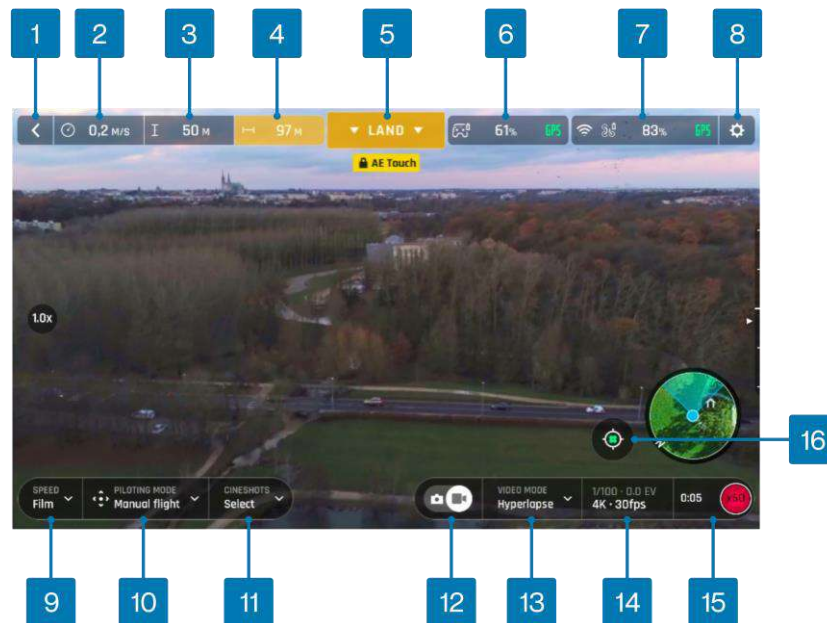 1 2 3 4 5 6 7 8
0,2 M/S 50 M 97 M LAND 61% GPS 83% GPS
AE Touch
1.0x
N
16
SPEED PILOTING MODE CINESHOTS VIDEO MODE 1/100 · 0.0 EV
Film Manual flight Select Hyperlapse 4K · 30fps 0:05 x50
9 10 11 12 13 14 15